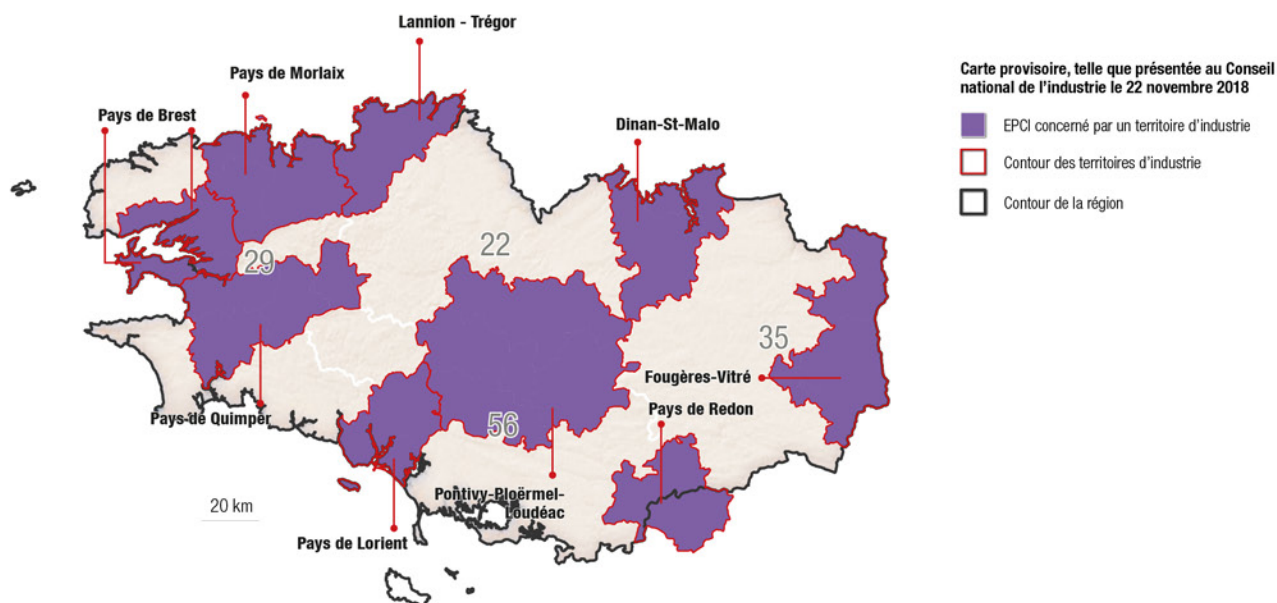 Lannion - Trégor
Pays de Morlaix
Pays de Brest
Dinan-St-Malo
Carte provisoire, telle que présentée au Conseil
national de l'industrie le 22 novembre 2018
EPCI concerné par un territoire d'industrie
Contour des territoires d'industrie
Contour de la région
22
29
35
Fougères-Vitré
Pays de Redon
Pays de Quimper
56
Pontivy-Ploërmel-
Loudéac
20 km
Pays de Lorient